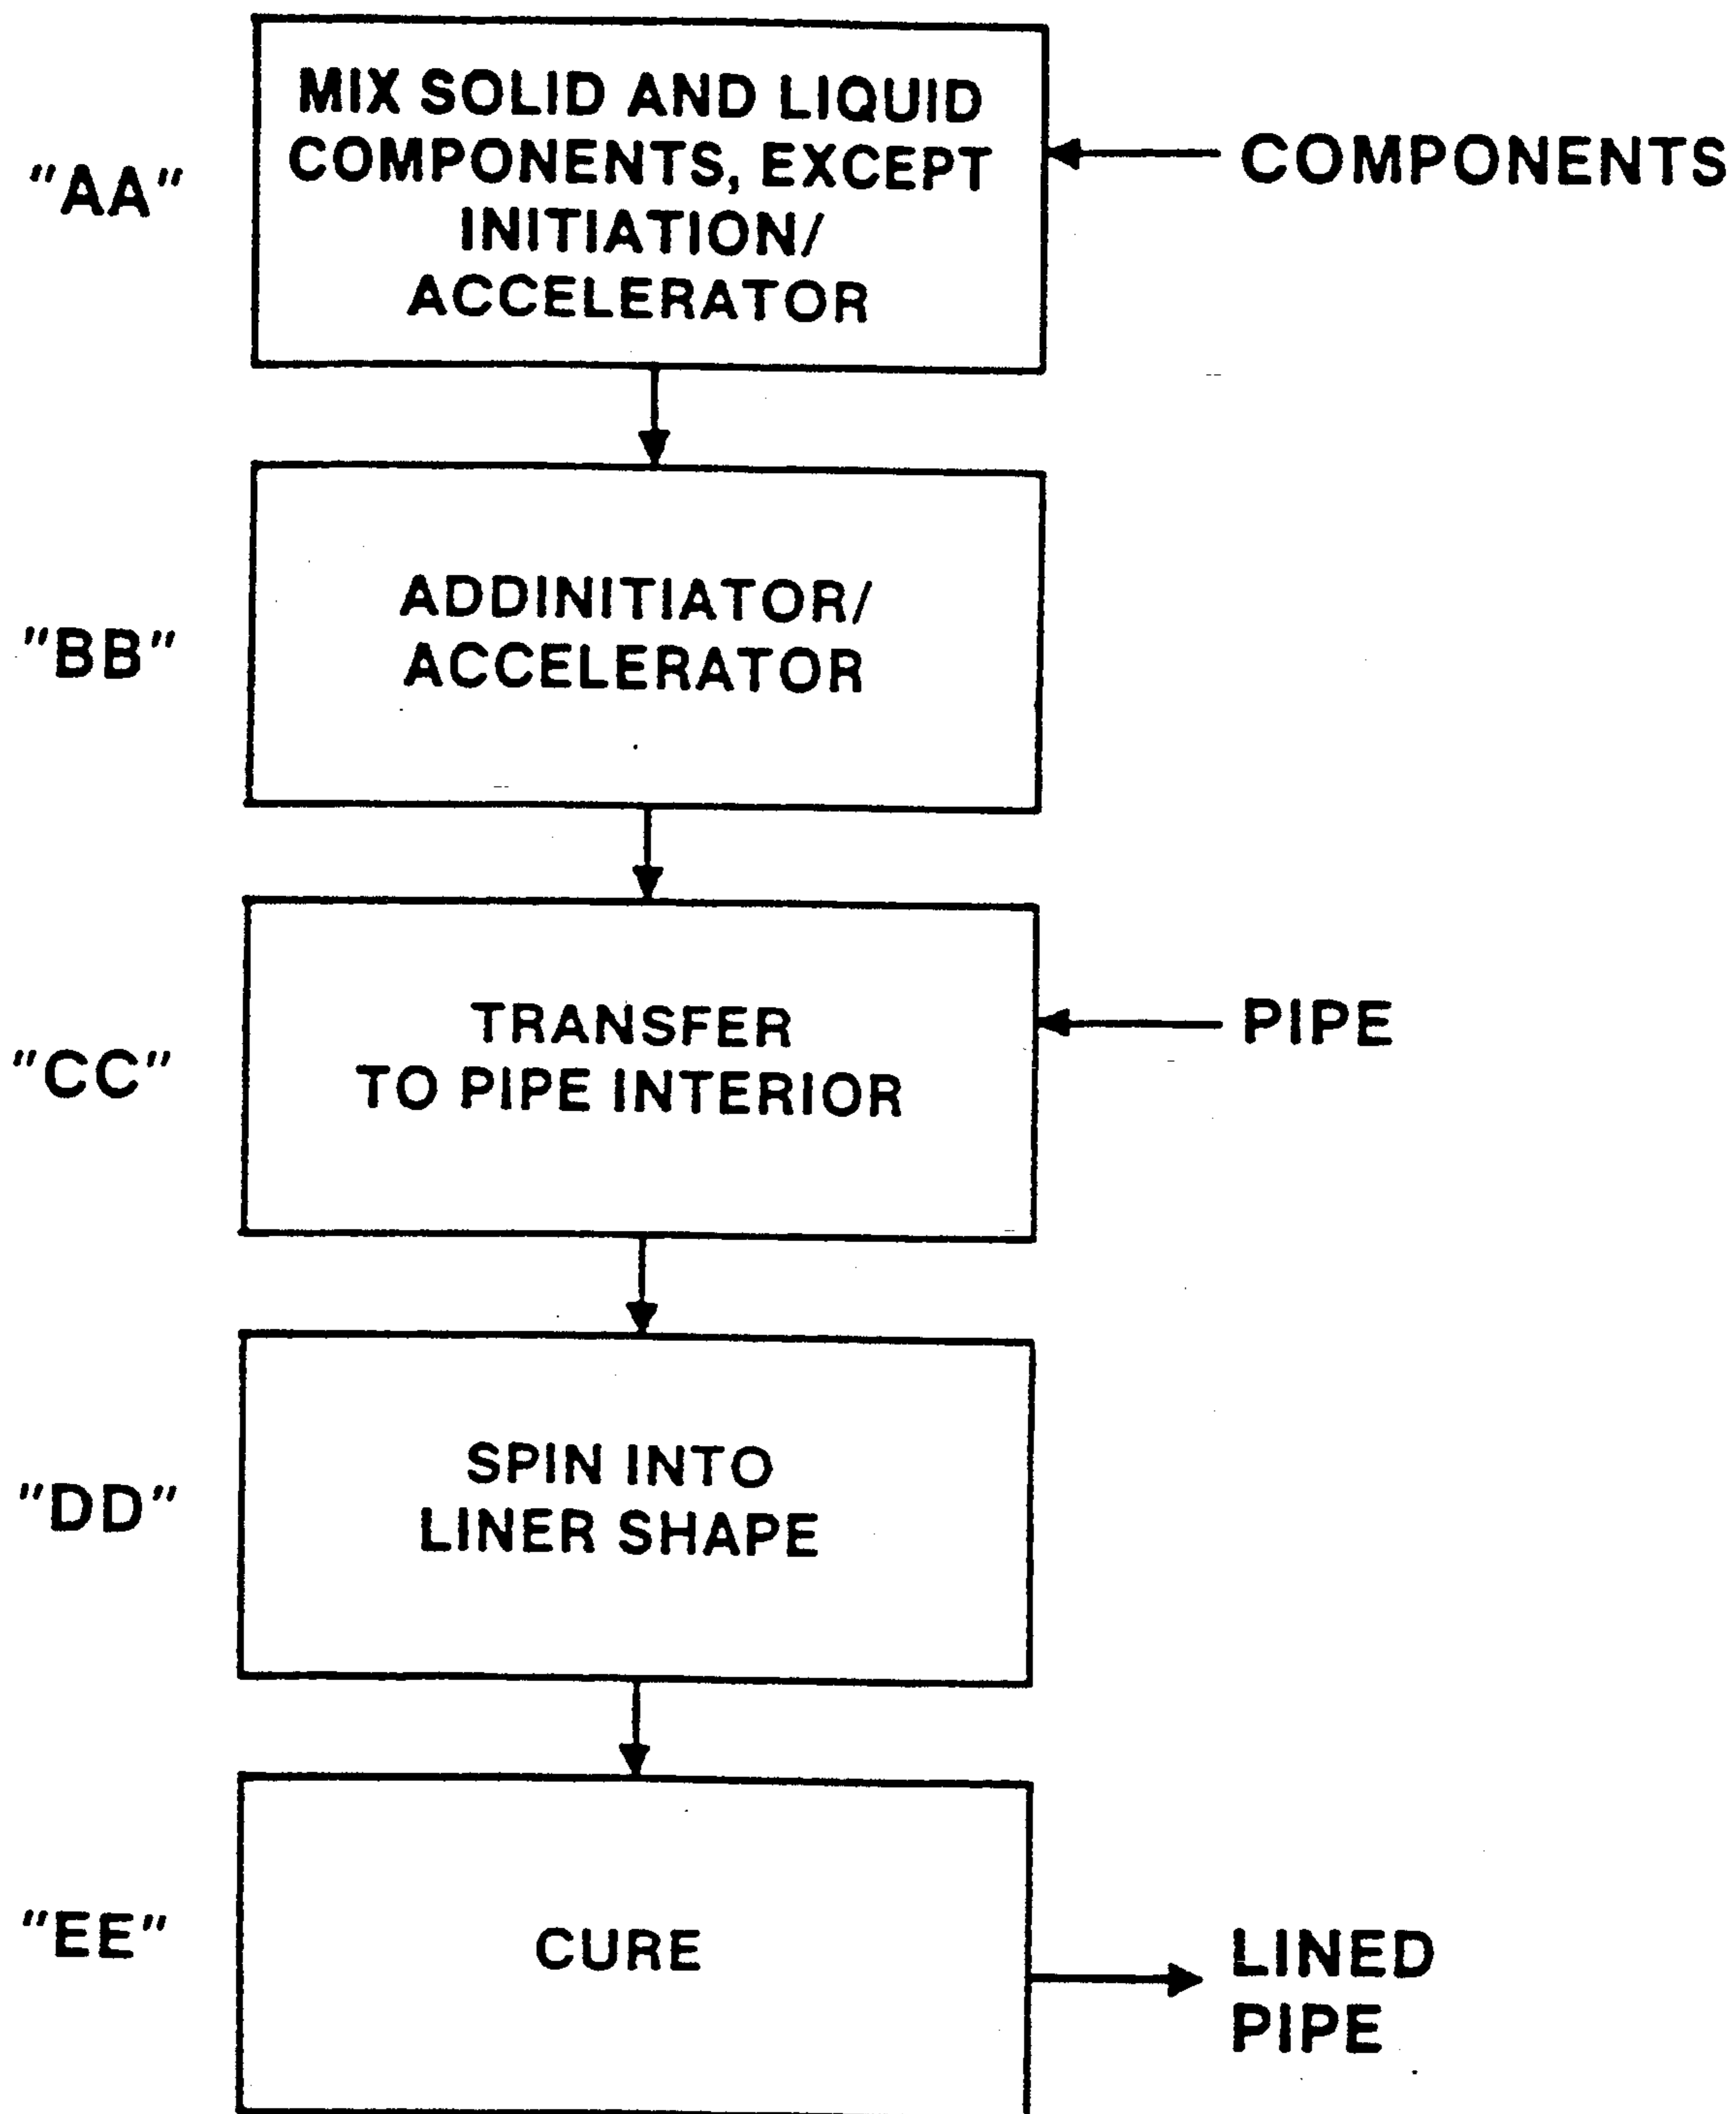 MIX SOLID AND LIQUID
COMPONENTS, EXCEPT
INITIATION/
ACCELERATOR
"AA"
COMPONENTS
ADDINITIATOR/
ACCELERATOR
"BB"
TRANSFER
TO PIPE INTERIOR
"CC"
PIPE
SPIN INTO
LINER SHAPE
"DD"
CURE
"EE"
LINED
PIPE